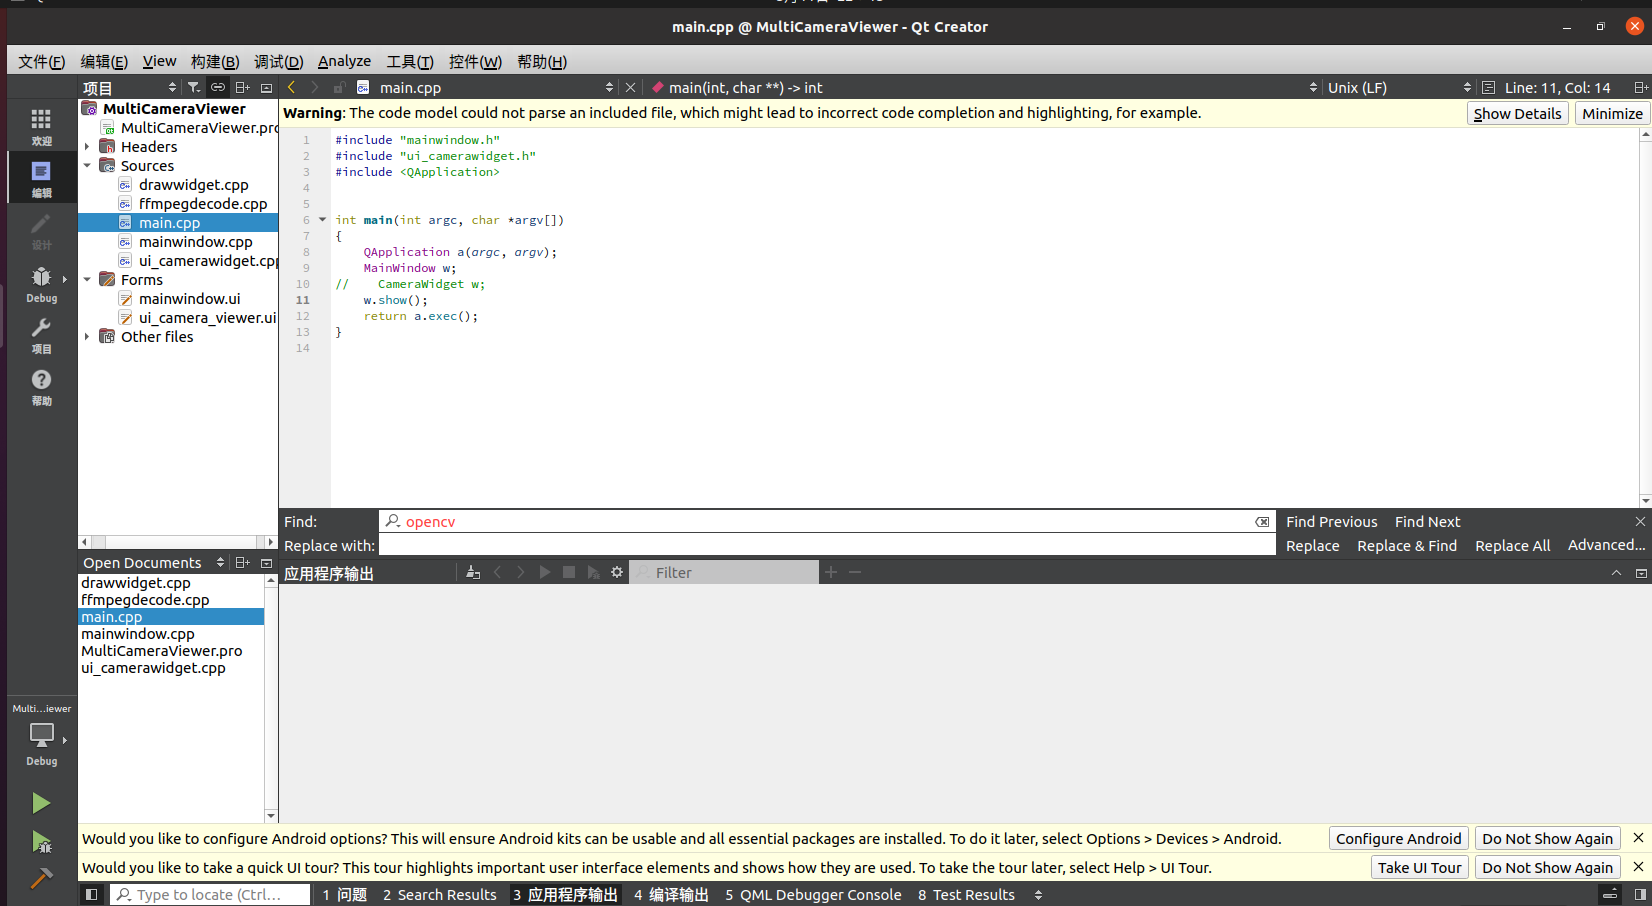 main.cpp @ MultiCameraViewer - Qt Creator
文件(F) 编辑(E) View 构建(B) 调试(D) Analyze 工具(T) 控件(W) 帮助(H)
项目 main.cpp main(int, char **) -> int Unix (LF) Line: 11, Col: 14
Warning: The code model could not parse an included file, which might lead to incorrect code completion and highlighting, for example. Show Details Minimize
欢迎
编辑
设计
Debug
项目
帮助
MultiCameraViewer
MultiCameraViewer.pro
Headers
Sources
drawwidget.cpp
ffmpegdecode.cpp
main.cpp
mainwindow.cpp
ui_camerawidget.cpp
Forms
mainwindow.ui
ui_camera_viewer.ui
Other files
1 #include "mainwindow.h"
2 #include "ui_camerawidget.h"
3 #include <QApplication>
4
5
6 int main(int argc, char *argv[])
7 {
8     QApplication a(argc, argv);
9     MainWindow w;
10 //    CameraWidget w;
11     w.show();
12     return a.exec();
13 }
14
Find: opencv Find Previous Find Next
Replace with: Replace Replace & Find Replace All Advanced...
Open Documents
drawwidget.cpp
ffmpegdecode.cpp
main.cpp
mainwindow.cpp
MultiCameraViewer.pro
ui_camerawidget.cpp
应用程序输出 Filter
Multi...iewer
Debug
Would you like to configure Android options? This will ensure Android kits can be usable and all essential packages are installed. To do it later, select Options > Devices > Android. Configure Android Do Not Show Again
Would you like to take a quick UI tour? This tour highlights important user interface elements and shows how they are used. To take the tour later, select Help > UI Tour. Take UI Tour Do Not Show Again
Type to locate (Ctrl... 1 问题 2 Search Results 3 应用程序输出 4 编译输出 5 QML Debugger Console 8 Test Results